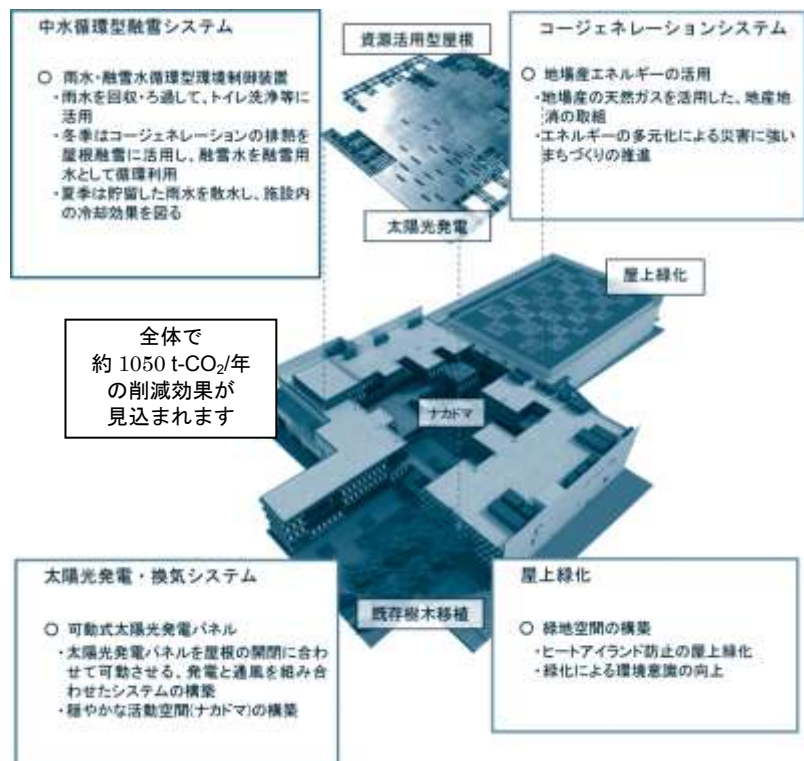 中水循環型融雪システム
○ 雨水・融雪水循環型環境制御装置
・雨水を回収・ろ過して、トイレ洗浄等に
活用
・冬季はコージェネレーションの排熱を
屋根融雪に活用し、融雪水を融雪用
水として循環利用
・夏季は貯留した雨水を散水し、施設内
の冷却効果を図る
資源活用型屋根
太陽光発電
コージェネレーションシステム
○ 地場産エネルギーの活用
・地場産の天然ガスを活用した、地産地
消の取組
・エネルギーの多元化による災害に強い
まちづくりの推進
屋上緑化
全体で
約 1050 t-CO₂/年
の削減効果が
見込まれます
ナカドマ
太陽光発電・換気システム
○ 可動式太陽光発電パネル
・太陽光発電パネルを屋根の開閉に合わ
せて可動させる、発電と通風を組み合
わせたシステムの構築
・穏やかな活動空間(ナカドマ)の構築
既存樹木移植
屋上緑化
○ 緑地空間の構築
・ヒートアイランド防止の屋上緑化
・緑化による環境意識の向上